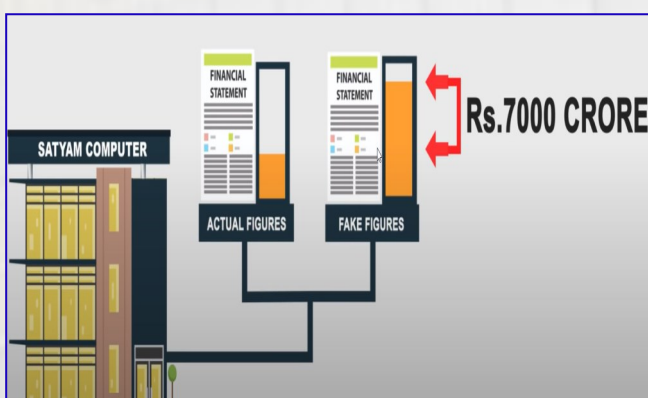 FINANCIAL
STATEMENT
FINANCIAL
STATEMENT
Rs.7000 CRORE
SATYAM COMPUTER
ACTUAL FIGURES
FAKE FIGURES